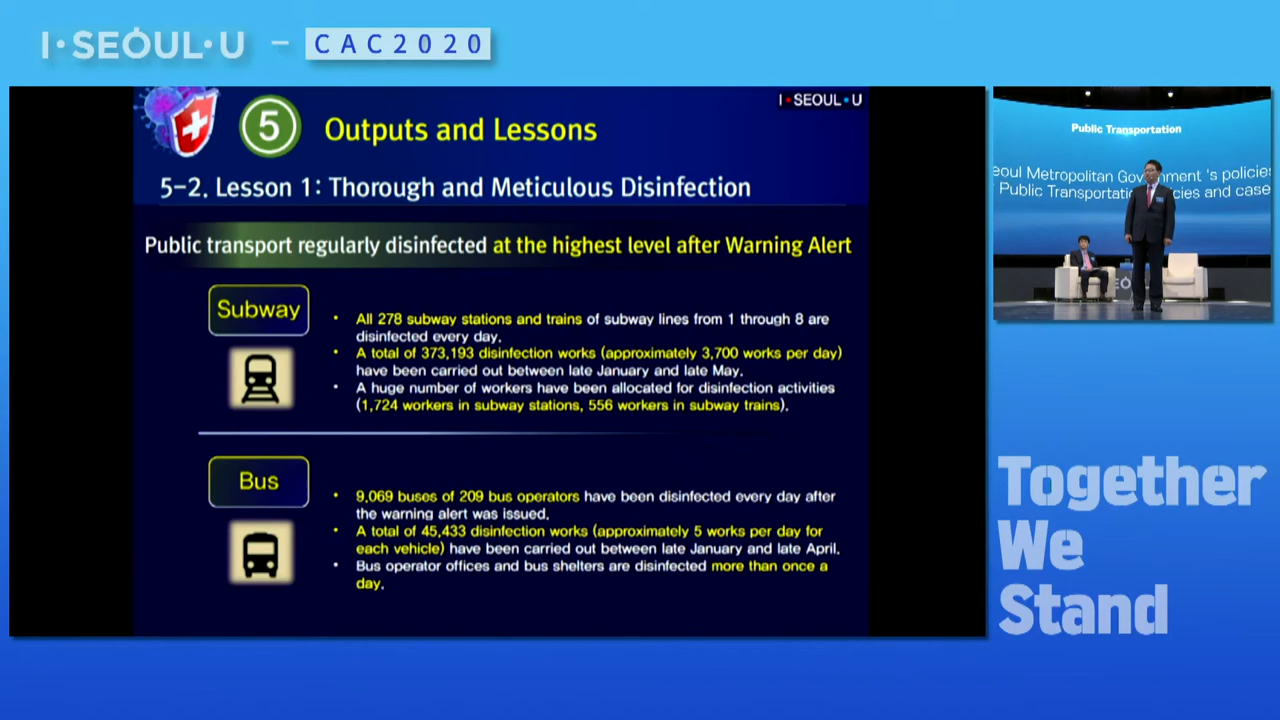 I·SEOUL·U – CAC2020
5
Outputs and Lessons
I·SEOUL·U
5-2. Lesson 1: Thorough and Meticulous Disinfection
Public transport regularly disinfected at the highest level after Warning Alert
Subway
• All 278 subway stations and trains of subway lines from 1 through 8 are
disinfected every day.
• A total of 373,193 disinfection works (approximately 3,700 works per day)
have been carried out between late January and late May.
• A huge number of workers have been allocated for disinfection activities
(1,724 workers in subway stations, 556 workers in subway trains).
Bus
• 9,069 buses of 209 bus operators have been disinfected every day after
the warning alert was issued.
• A total of 45,433 disinfection works (approximately 5 works per day for
each vehicle) have been carried out between late January and late April.
• Bus operator offices and bus shelters are disinfected more than once a
day.
Public Transportation
eoul Metropolitan Government 's policies
Public Transportati cies and case
Together
We
Stand